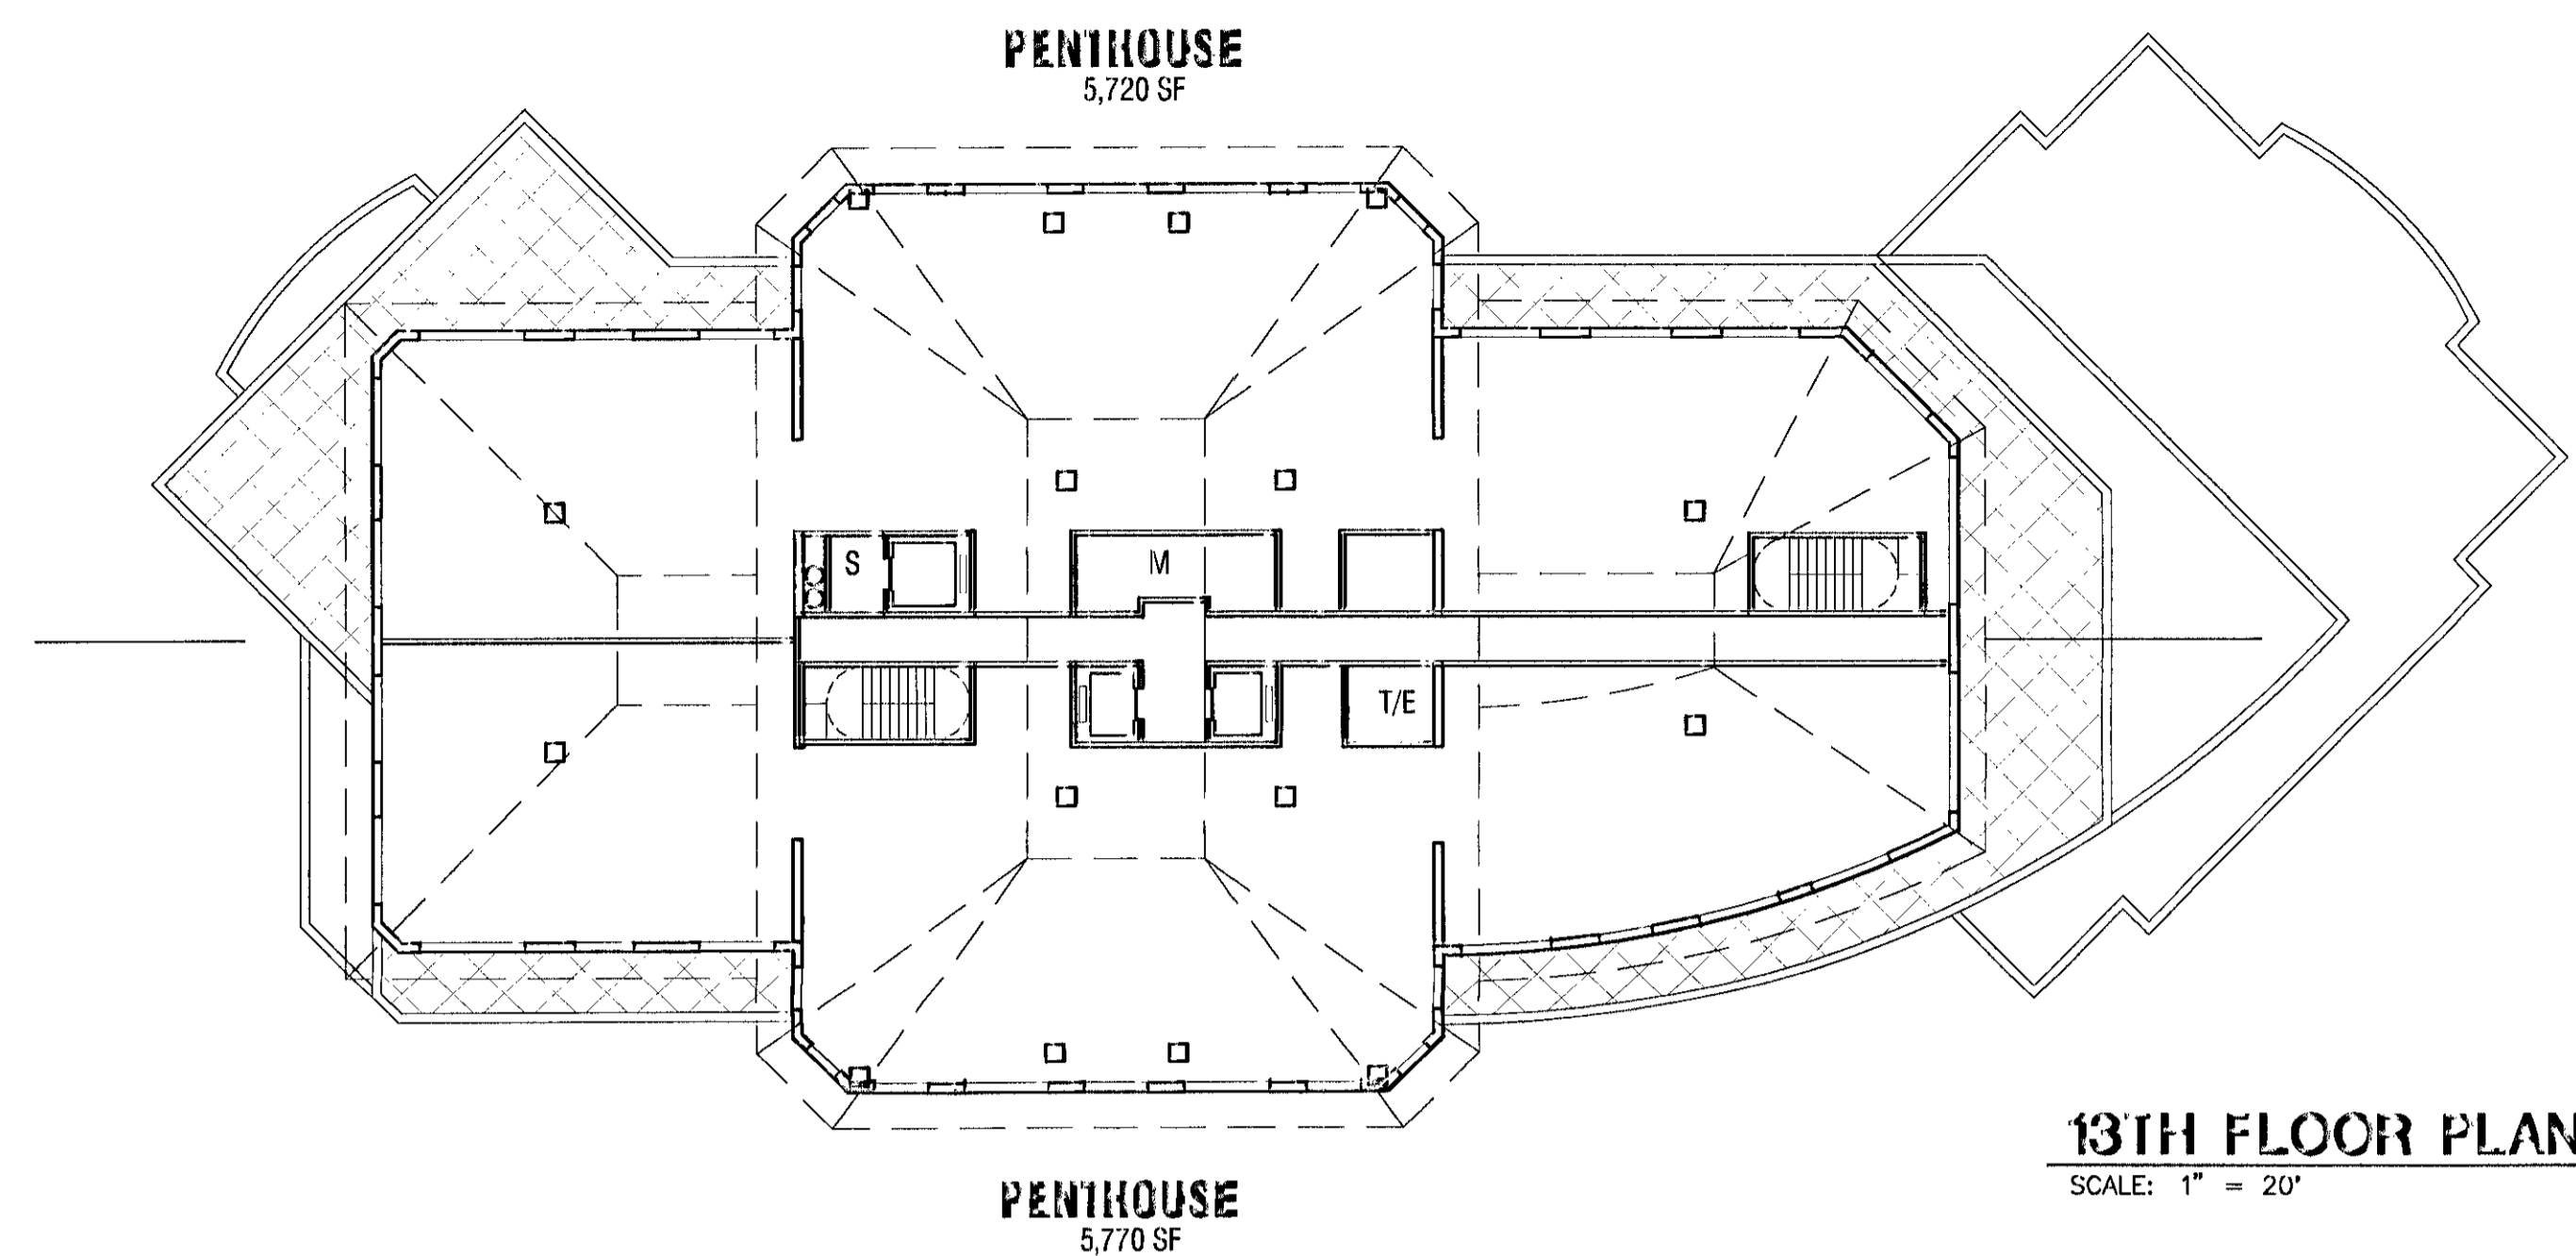 PENTHOUSE
5,720 SF
S
M
T/E
PENTHOUSE
5,770 SF
13TH FLOOR PLAN
SCALE: 1" = 20'